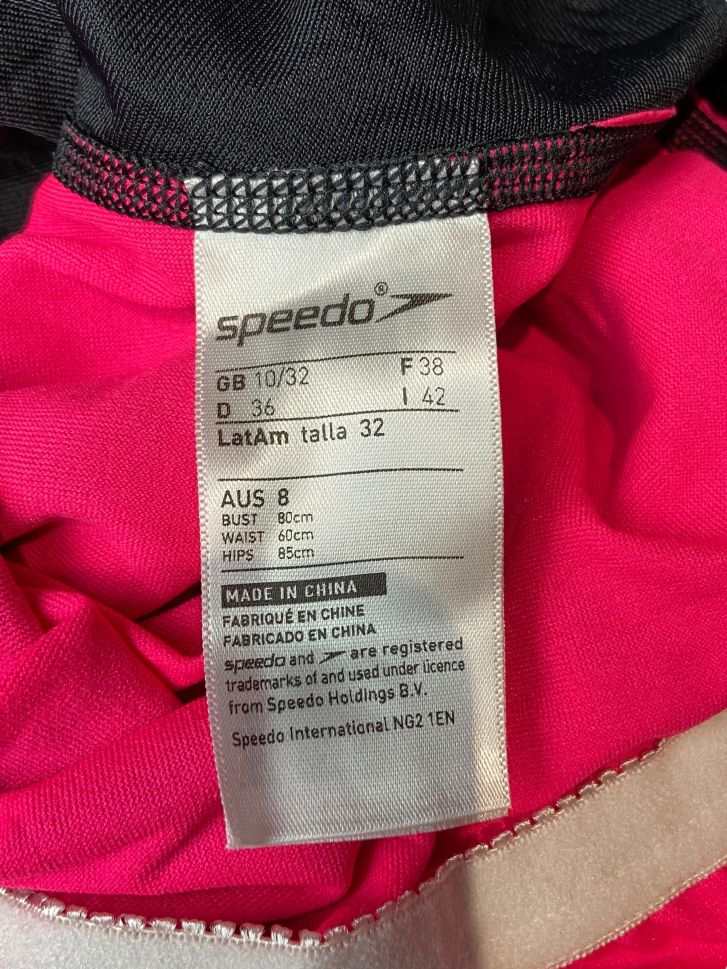 speedo®
GB 10/32 F 38
D 36 I 42
LatAm talla 32
AUS 8
BUST 80cm
WAIST 60cm
HIPS 85cm
MADE IN CHINA
FABRIQUÉ EN CHINE
FABRICADO EN CHINA
speedo and are registered
trademarks of and used under licence
from Speedo Holdings B.V.
Speedo International NG2 1EN